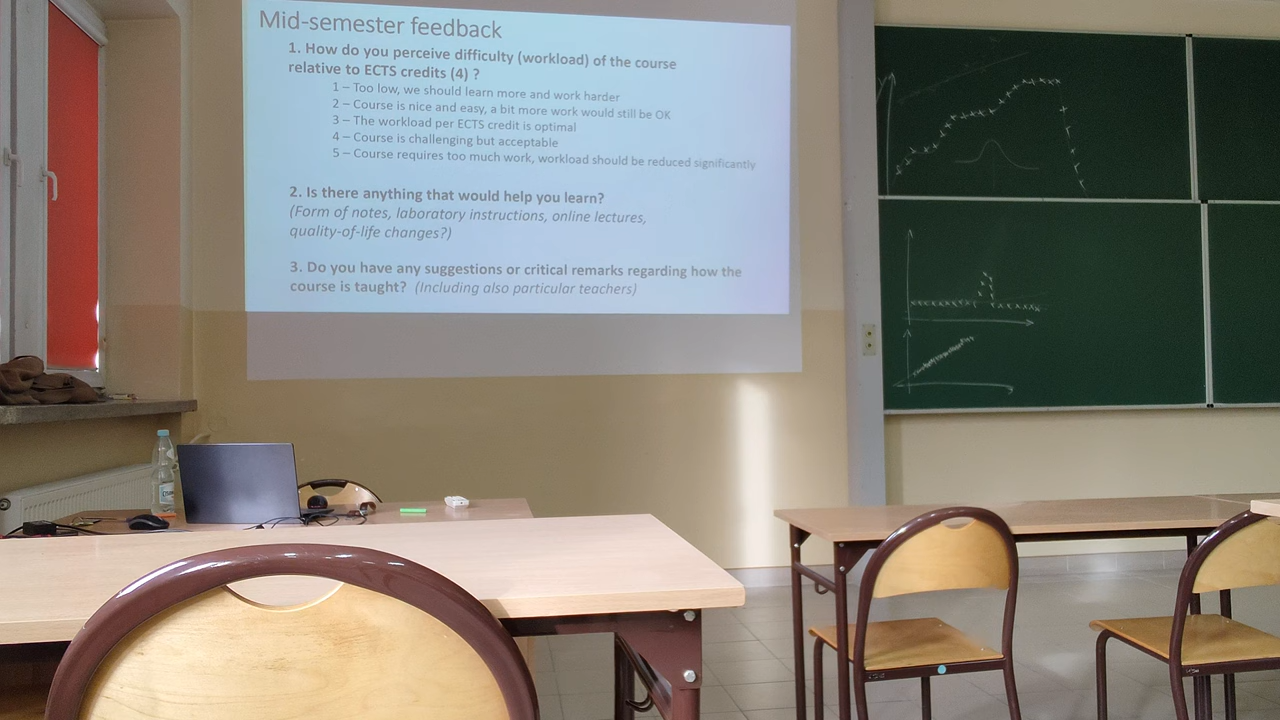 Mid-semester feedback
1. How do you perceive difficulty (workload) of the course
relative to ECTS credits (4) ?
1 – Too low, we should learn more and work harder
2 – Course is nice and easy, a bit more work would still be OK
3 – The workload per ECTS credit is optimal
4 – Course is challenging but acceptable
5 – Course requires too much work, workload should be reduced significantly
2. Is there anything that would help you learn?
(Form of notes, laboratory instructions, online lectures,
quality-of-life changes?)
3. Do you have any suggestions or critical remarks regarding how the
course is taught? (Including also particular teachers)